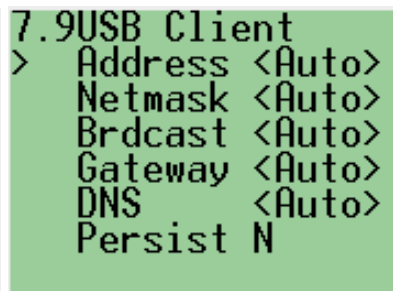 7.9USB Client
> Address <Auto>
Netmask <Auto>
Brdcast <Auto>
Gateway <Auto>
DNS <Auto>
Persist N